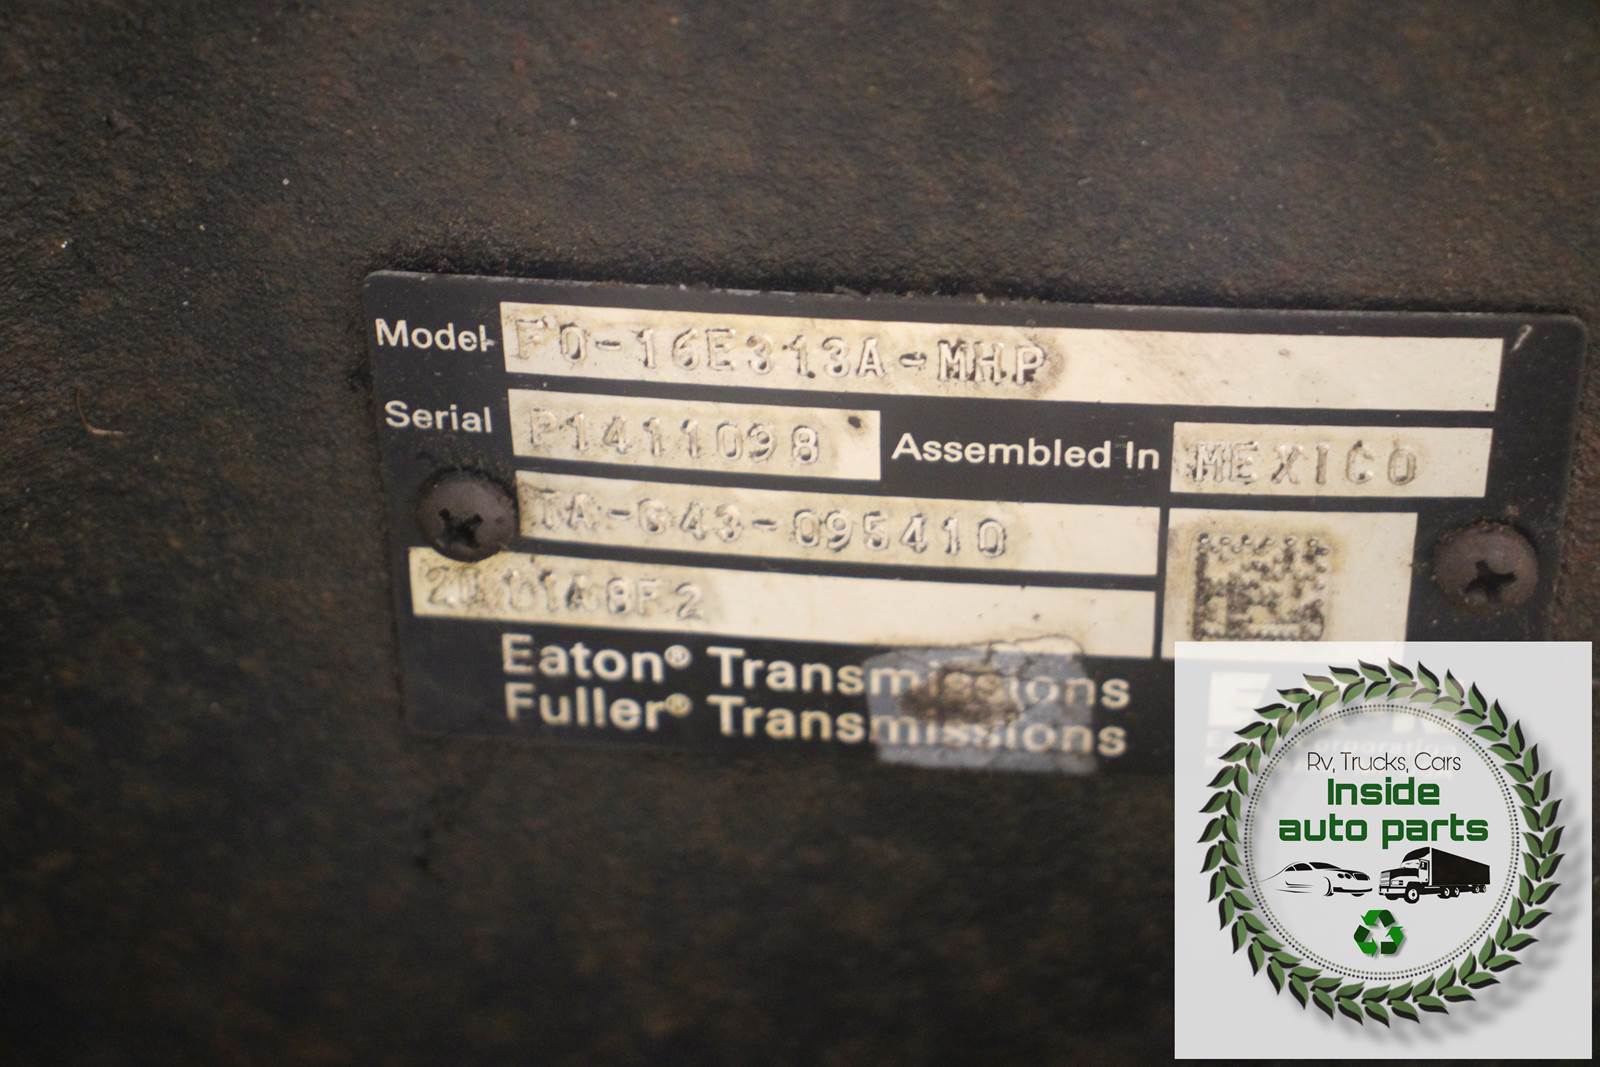 Model FO-16E313A-MHP
Serial P1411098 Assembled In MEXICO
TA-G43-095410
Eaton® Transmissions
Fuller® Transmissions
Rv, Trucks, Cars
Inside
auto parts